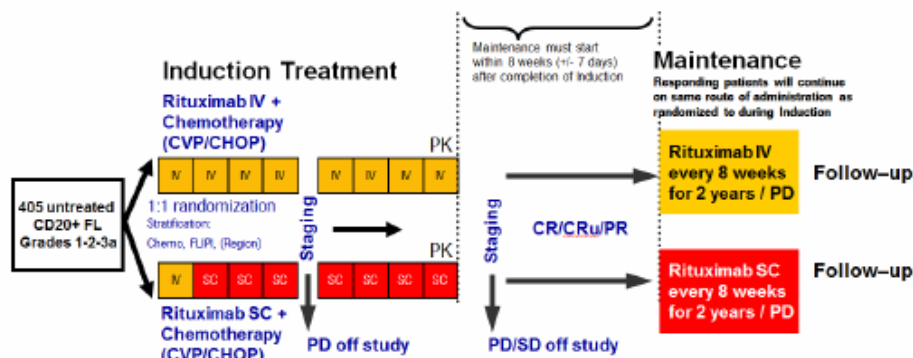 Maintenance must start
within 8 weeks (+/- 7 days)
after completion of Induction
Induction Treatment
Maintenance
Responding patients will continue
on same route of administration as
randomized to during Induction
Rituximab IV +
Chemotherapy
(CVP/CHOP)
PK
IV IV IV IV IV IV IV IV
Rituximab IV
every 8 weeks
for 2 years / PD
Follow-up
405 untreated
CD20+ FL
Grades 1-2-3a
1:1 randomization
Stratification:
Chemo, FLIPI, (Region)
Staging
Staging
CR/CRu/PR
PK
IV SC SC SC SC SC SC SC
Rituximab SC
every 8 weeks
for 2 years / PD
Follow-up
Rituximab SC +
Chemotherapy
(CVP/CHOP)
PD off study
PD/SD off study